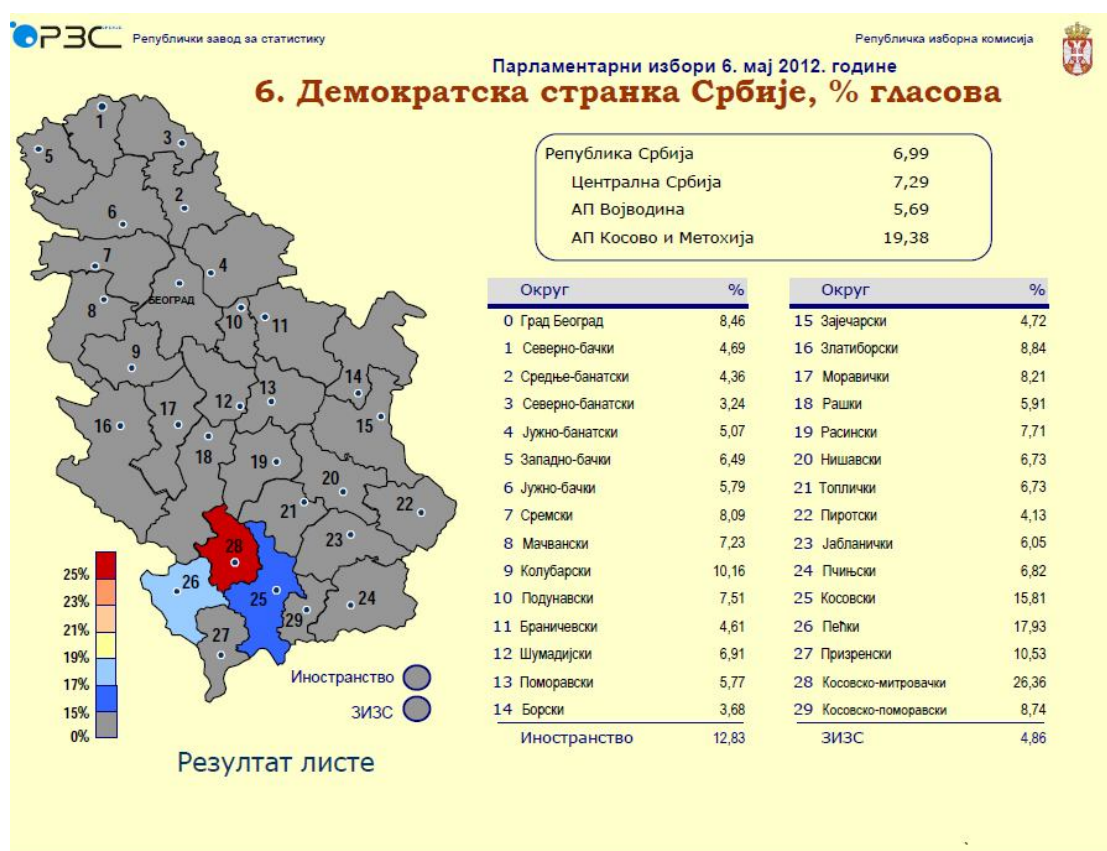 РЗС Републички завод за статистику
Републичка изборна комисија
Парламентарни избори 6. мај 2012. године
6. Демократска странка Србије, % гласова
Република Србија 6,99
Централна Србија 7,29
АП Војводина 5,69
АП Косово и Метохија 19,38
1
3
5
2
6
7
4
8
БЕОГРАД
10
11
9
14
13
12
17
16
15
18
19
20
21
22
23
28
26
25
24
29
27
25%
23%
21%
19%
17%
15%
0%
Иностранство
ЗИЗС
Резултат листе
Округ %
0 Град Београд 8,46
1 Северно-бачки 4,69
2 Средње-банатски 4,36
3 Северно-банатски 3,24
4 Јужно-банатски 5,07
5 Западно-бачки 6,49
6 Јужно-бачки 5,79
7 Сремски 8,09
8 Мачвански 7,23
9 Колубарски 10,16
10 Подунавски 7,51
11 Браничевски 4,61
12 Шумадијски 6,91
13 Поморавски 5,77
14 Борски 3,68
Иностранство 12,83
Округ %
15 Зајечарски 4,72
16 Златиборски 8,84
17 Моравички 8,21
18 Рашки 5,91
19 Расински 7,71
20 Нишавски 6,73
21 Топлички 6,73
22 Пиротски 4,13
23 Јабланички 6,05
24 Пчињски 6,82
25 Косовски 15,81
26 Пећки 17,93
27 Призренски 10,53
28 Косовско-митровачки 26,36
29 Косовско-поморавски 8,74
ЗИЗС 4,86